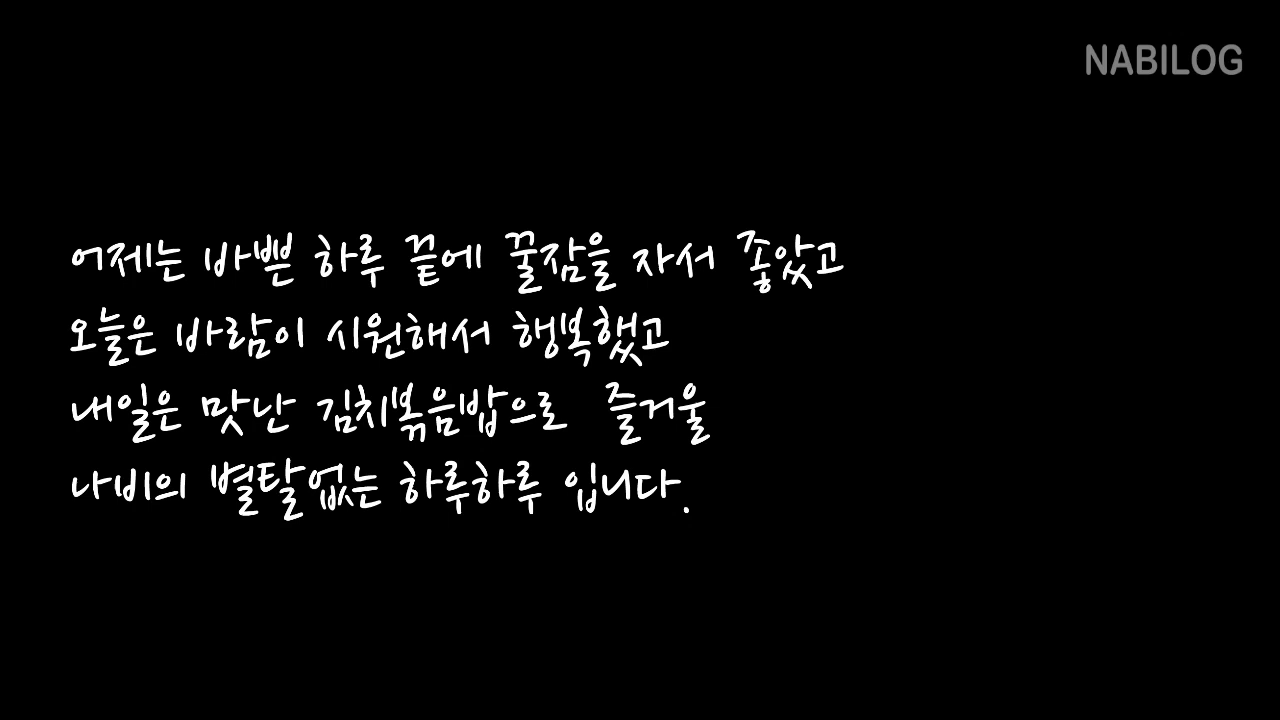 NABILOG
어제는 바쁜 하루 끝에 꿀잠을 자서 좋았고
오늘은 바람이 시원해서 행복했고
내일은 맛난 김치볶음밥으로 즐거울
나비의 별탈없는 하루하루 입니다.